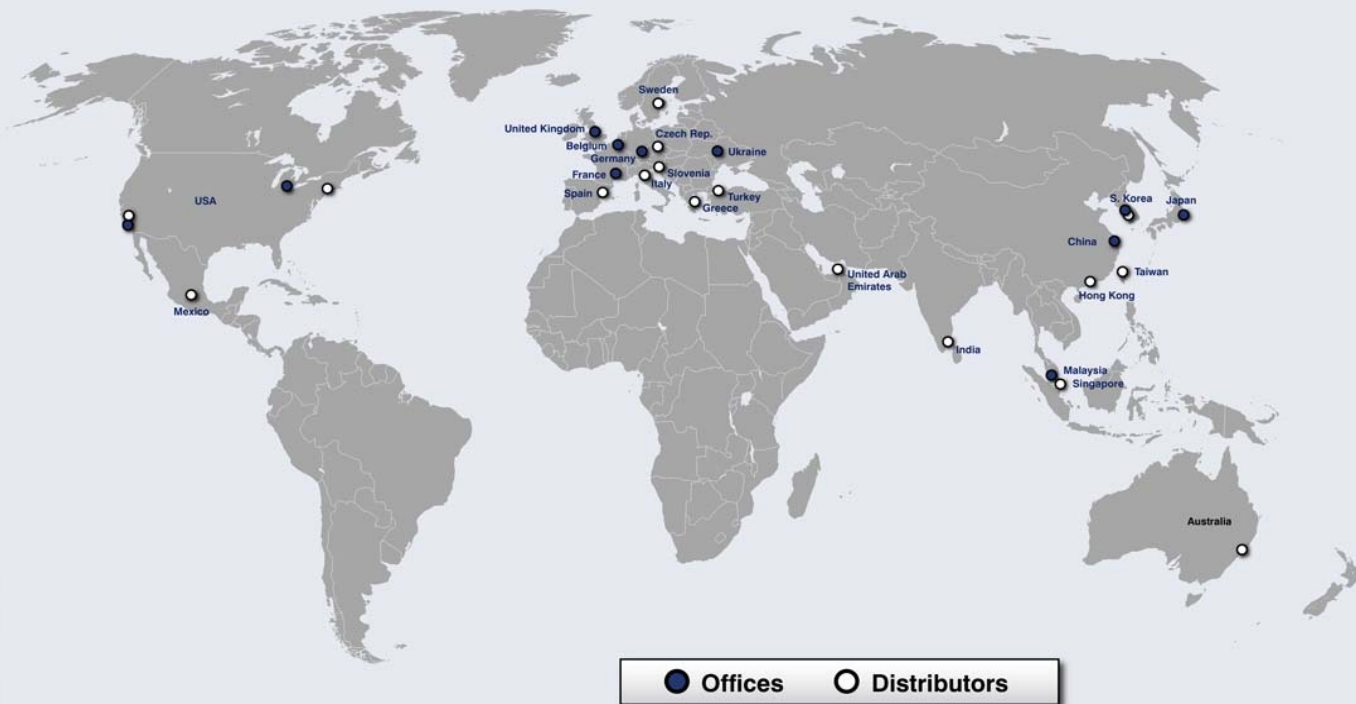 Sweden
United Kingdom
Czech Rep.
Belgium
Ukraine
Germany
France
Slovenia
Italy
Spain
Turkey
Greece
USA
S. Korea
Japan
China
United Arab
Emirates
Taiwan
Hong Kong
Mexico
India
Malaysia
Singapore
Australia
Offices
Distributors